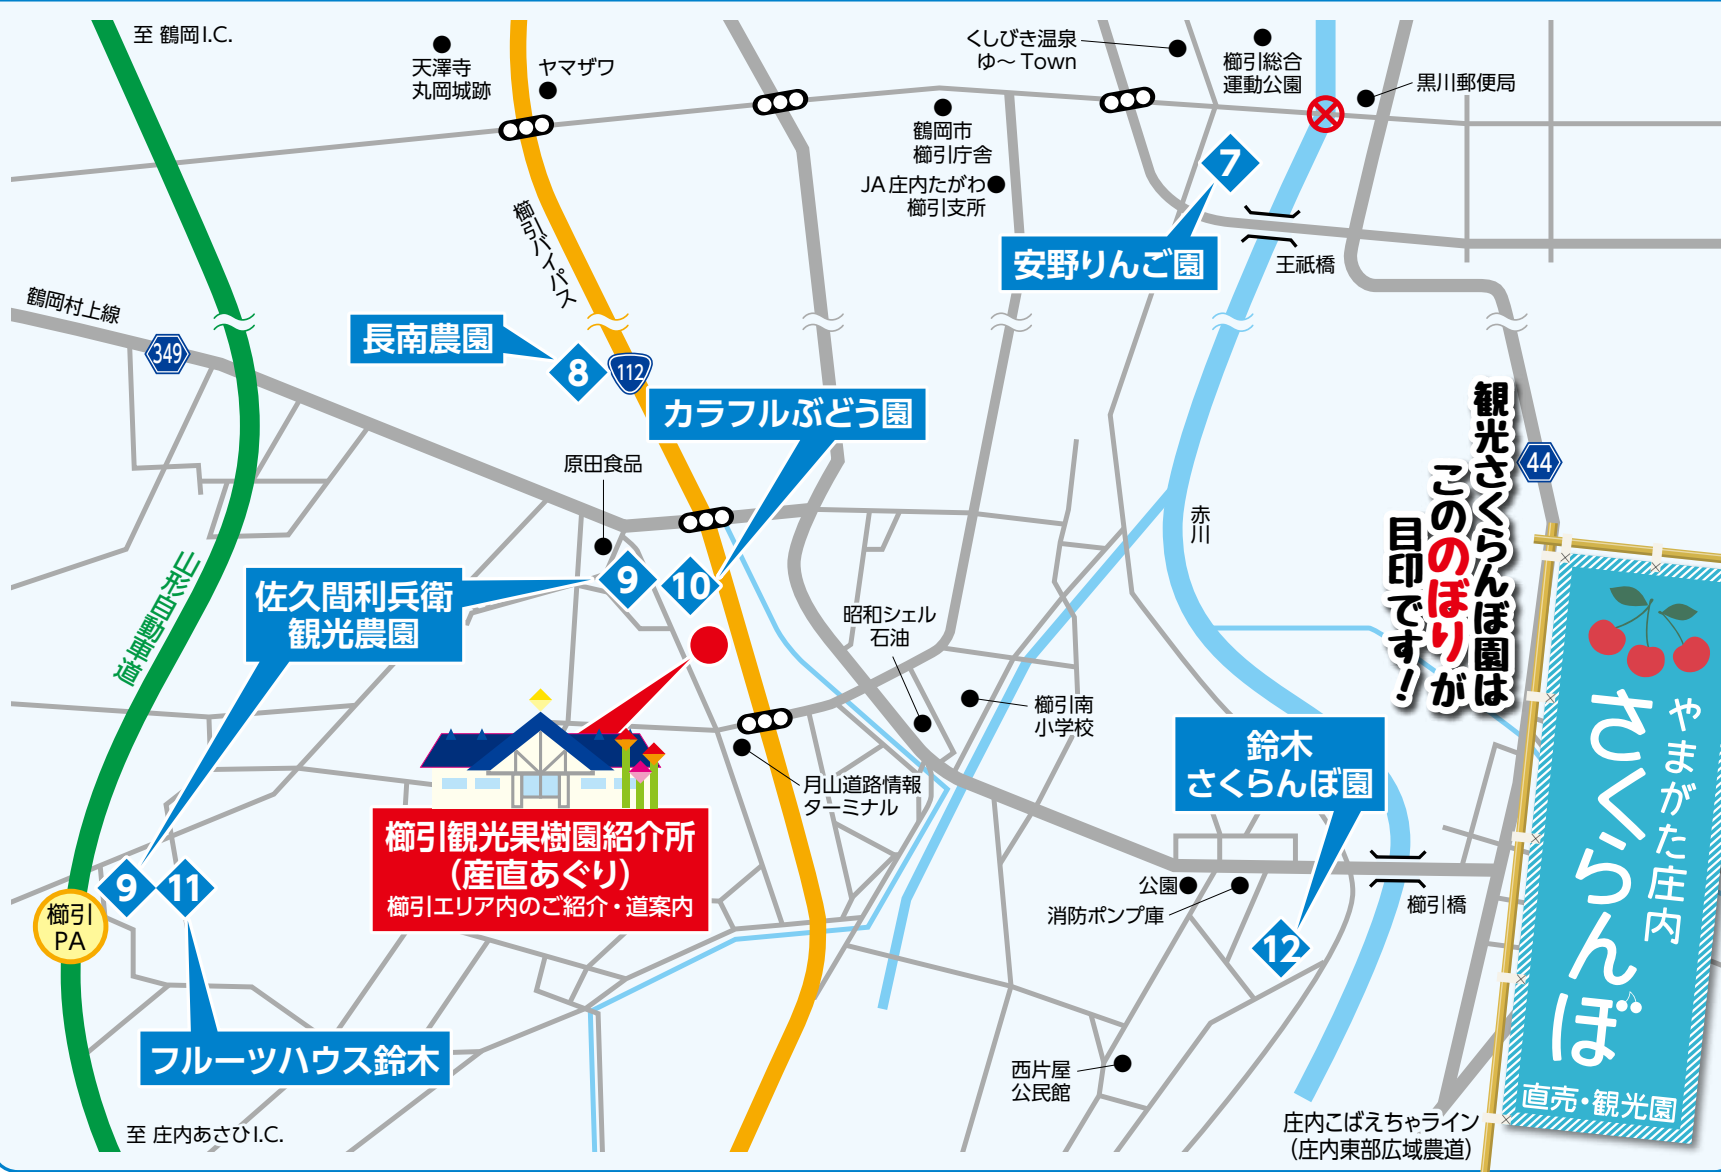 至 鶴岡I.C.
天澤寺
丸岡城跡
ヤマザワ
くしびき温泉
ゆ〜Town
櫛引総合
運動公園
黒川郵便局
鶴岡市
櫛引庁舎
JA庄内たがわ
櫛引支所
7
安野りんご園
王祇橋
櫛引バイパス
鶴岡村上線
349
長南農園
8
112
カラフルぶどう園
原田食品
9
10
佐久間利兵衛
観光農園
山形自動車道
赤川
44
観光さくらんぼ園は
こののぼりが
目印です!
昭和シェル
石油
櫛引南
小学校
月山道路情報
ターミナル
鈴木
さくらんぼ園
櫛引観光果樹園紹介所
(産直あぐり)
櫛引エリア内のご紹介・道案内
9
11
櫛引
PA
フルーツハウス鈴木
公園
消防ポンプ庫
12
櫛引橋
西片屋
公民館
至 庄内あさひI.C.
庄内こばえちゃライン
(庄内東部広域農道)
やまがた庄内
さくらんぼ
直売・観光園